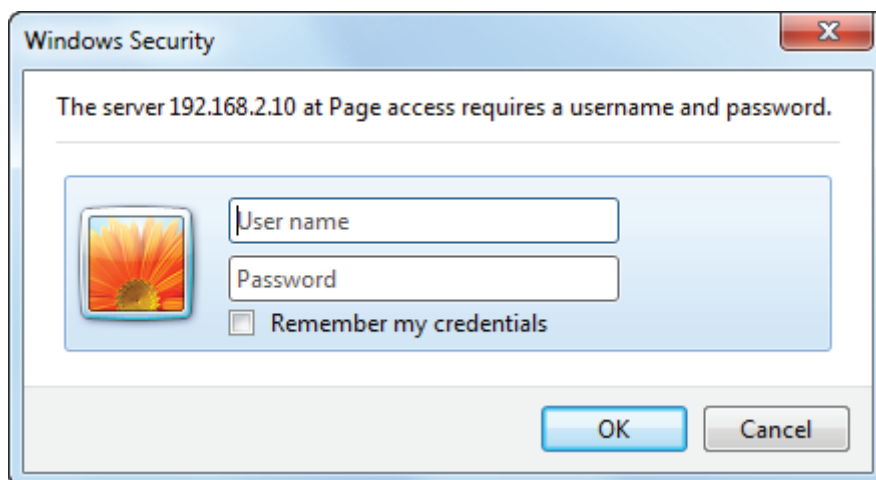 Windows Security
The server 192.168.2.10 at Page access requires a username and password.
User name
Password
Remember my credentials
OK
Cancel